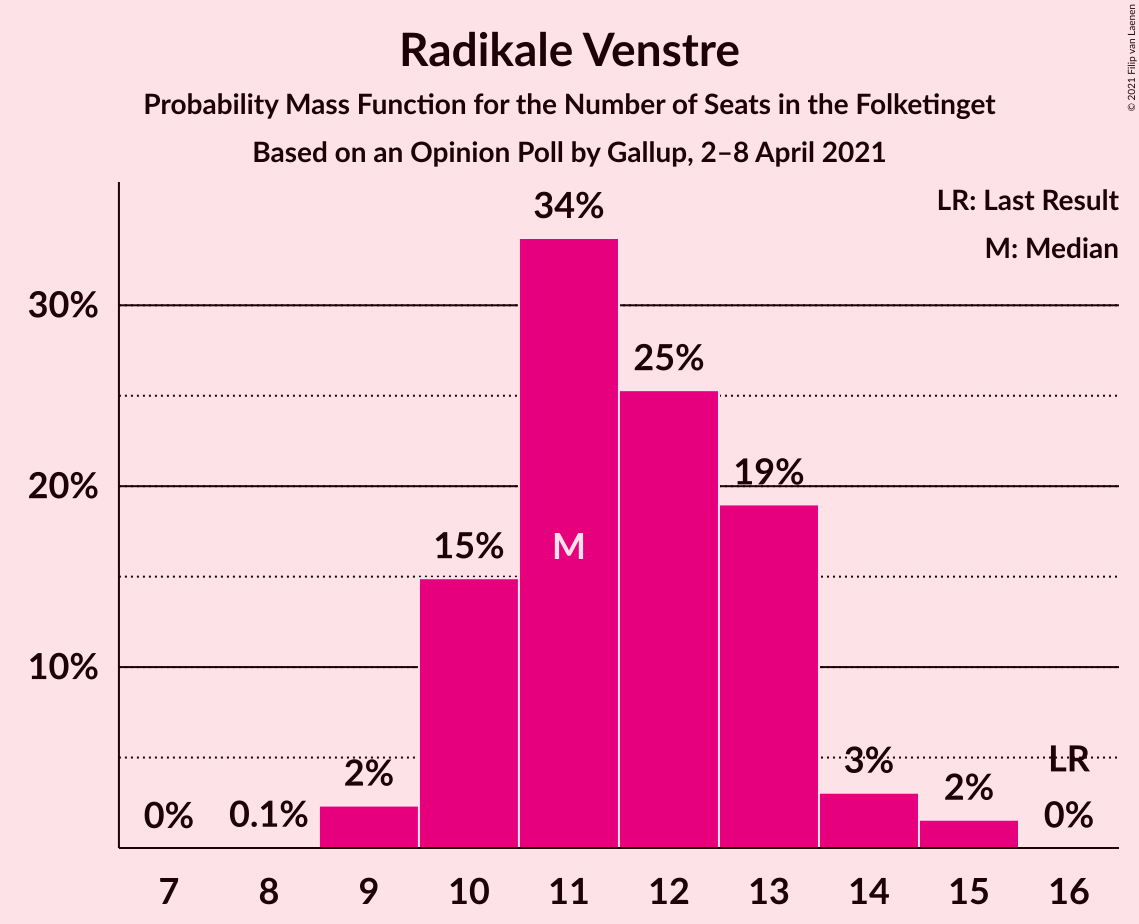 Radikale Venstre
Probability Mass Function for the Number of Seats in the Folketinget
Based on an Opinion Poll by Gallup, 2–8 April 2021
© 2021 Filip van Laenen
LR: Last Result
M: Median
34%
30%
25%
20%
19%
15%
M
10%
2%
3%
LR
0%
0.1%
2%
0%
7 8 9 10 11 12 13 14 15 16